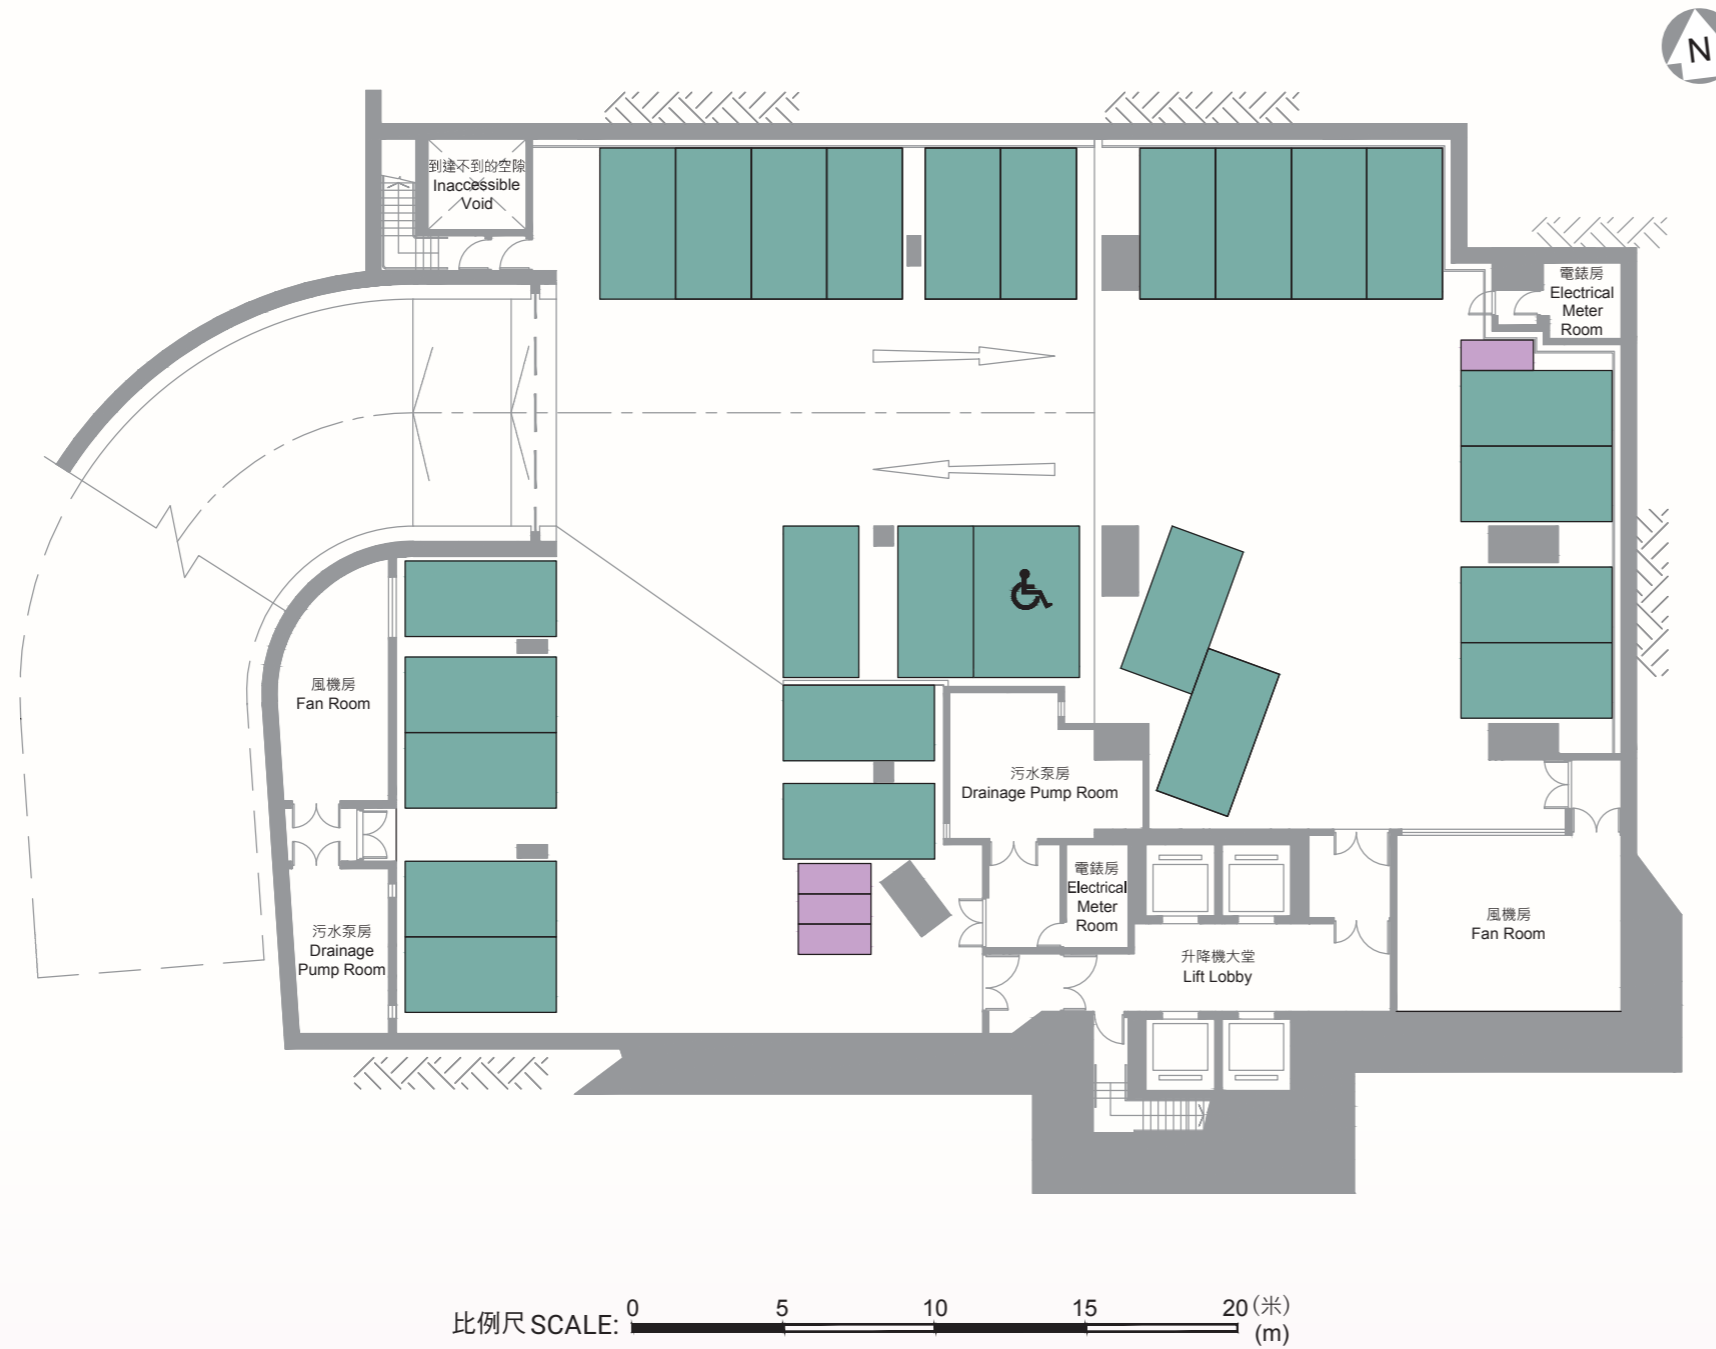 N
到達不到的空隙
Inaccessible
Void
電錶房
Electrical
Meter
Room
風機房
Fan Room
污水泵房
Drainage Pump Room
電錶房
Electrical
Meter
Room
風機房
Fan Room
污水泵房
Drainage
Pump Room
升降機大堂
Lift Lobby
比例尺 SCALE: 0 5 10 15 20 (米)
(m)